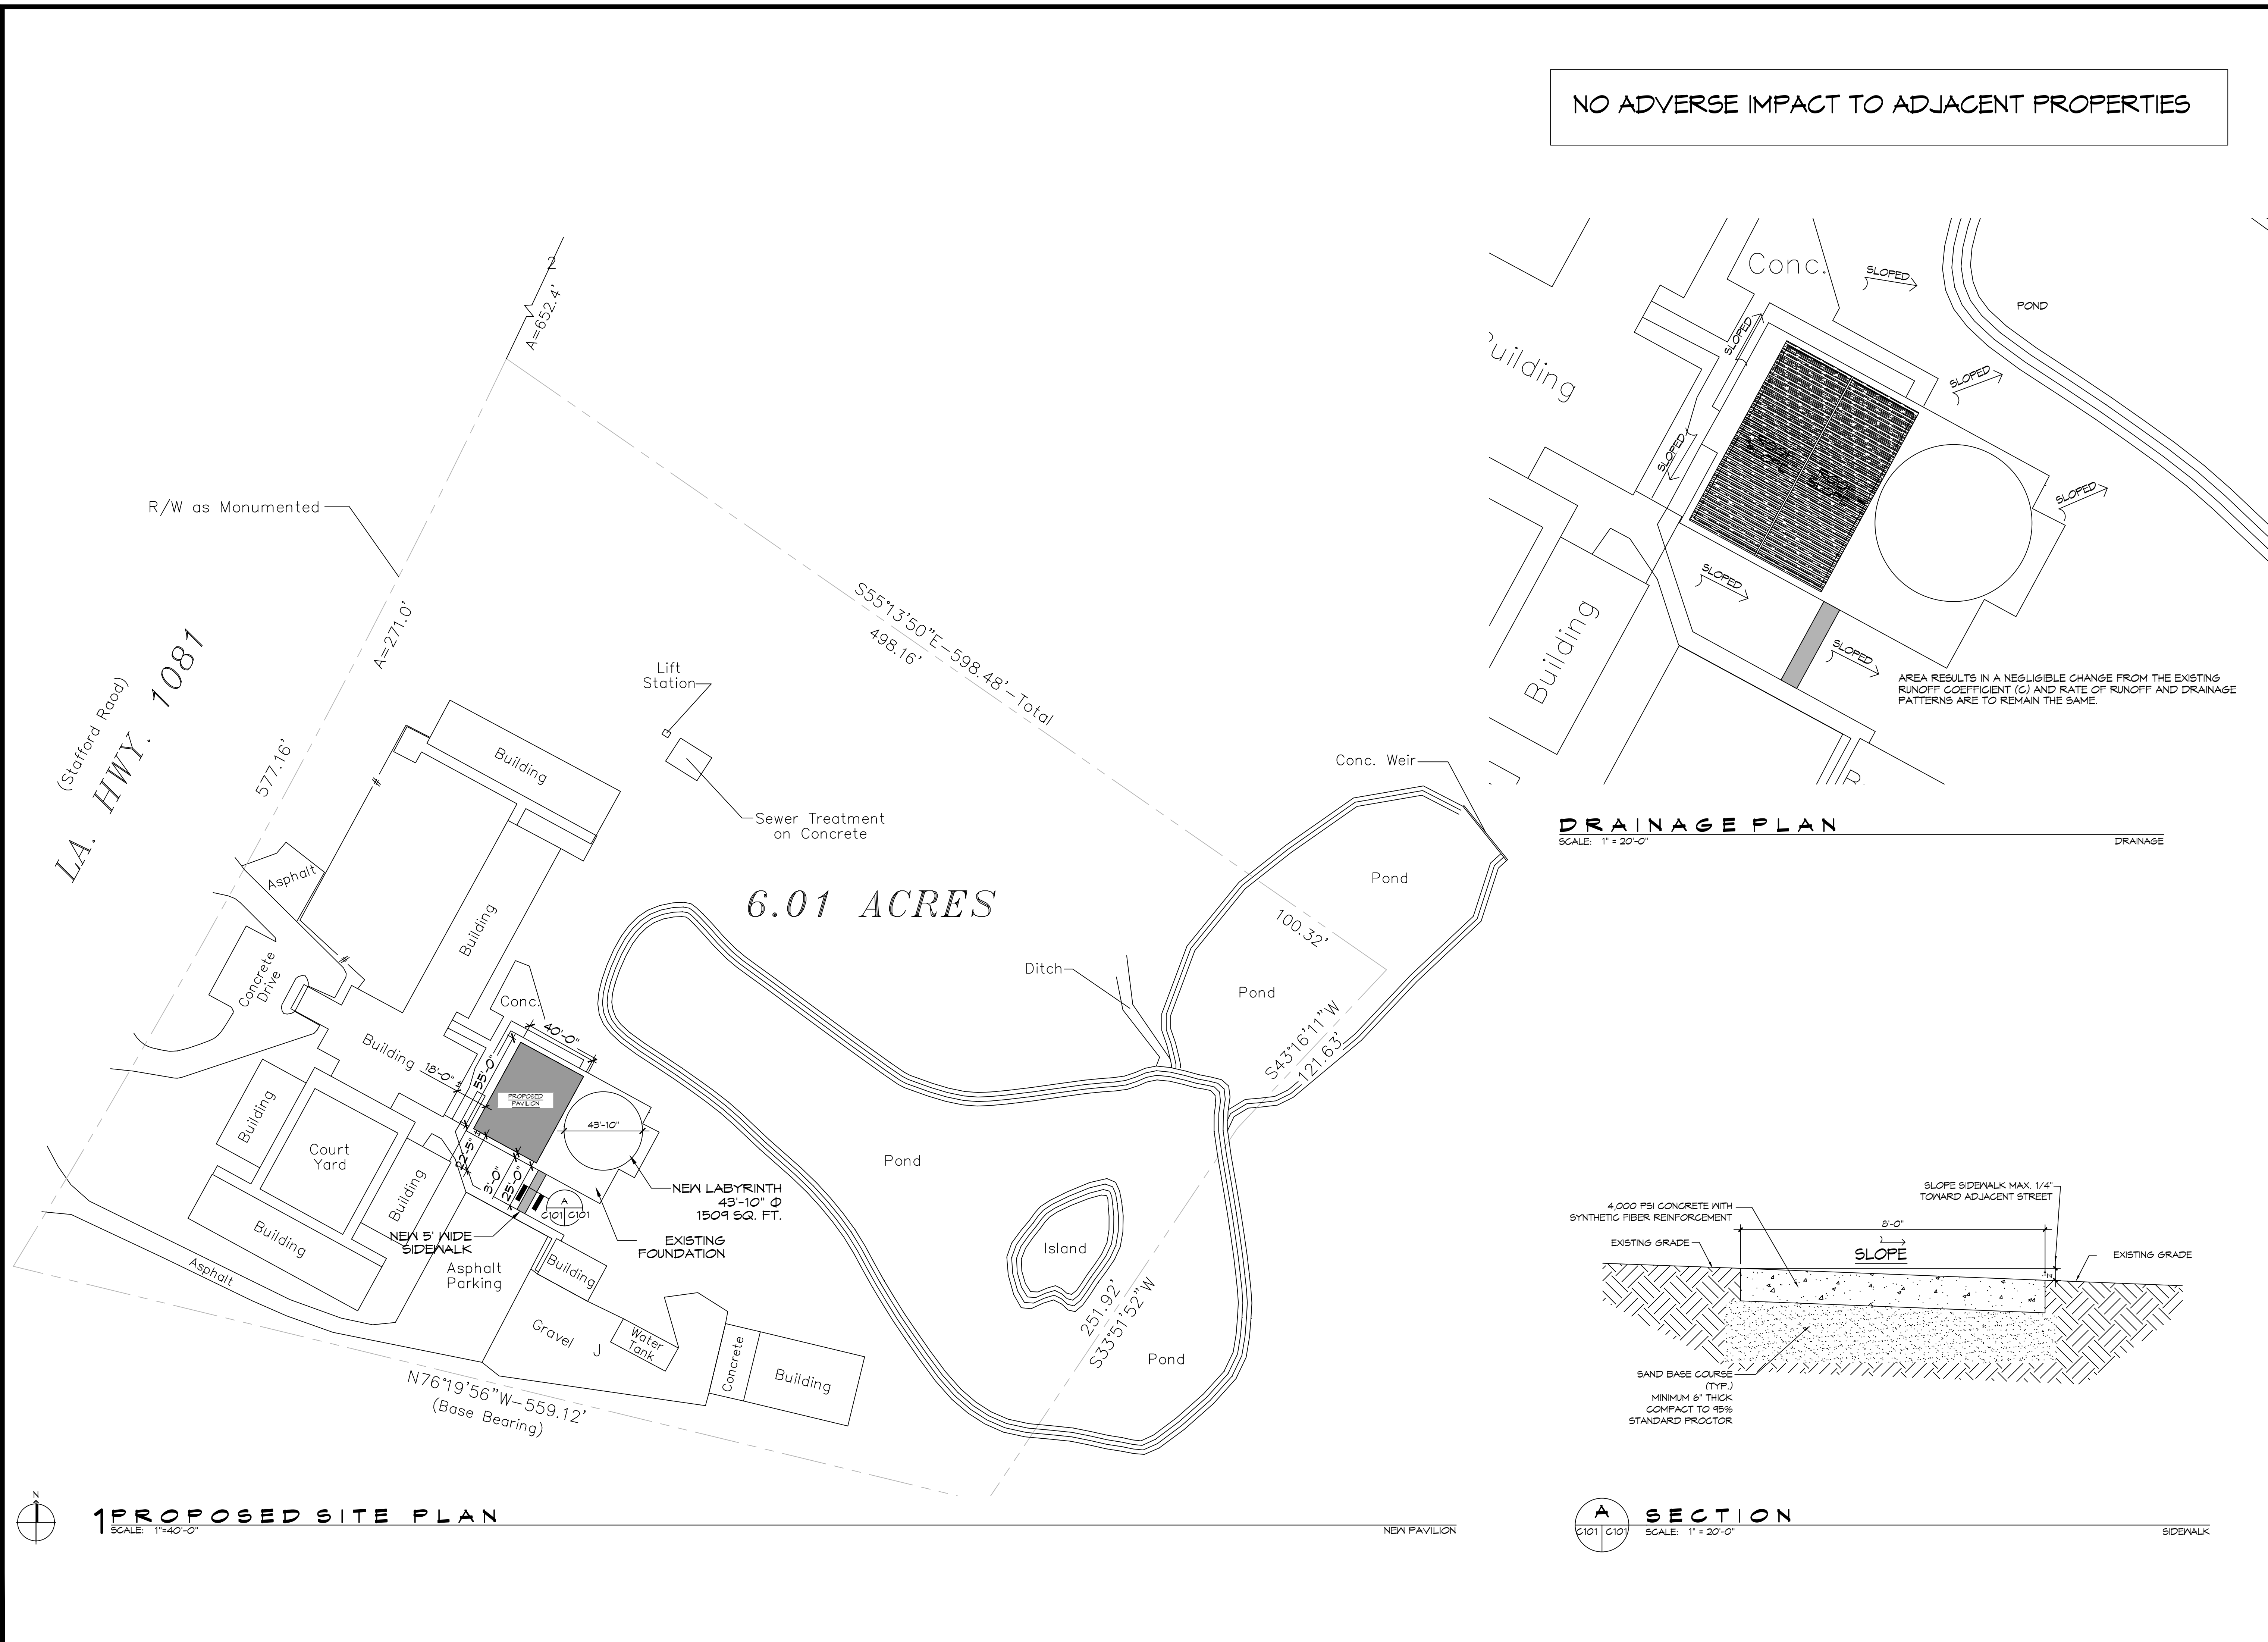 NO ADVERSE IMPACT TO ADJACENT PROPERTIES
2
A=652.4'
R/W as Monumented
A=271.0'
577.16'
(Stafford Raod)
LA. HWY. 1081
S55°13'50"E-598.48'-Total
498.16'
Lift
Station
Sewer Treatment
on Concrete
6.01 ACRES
Building
Building
Asphalt
Concrete
Drive
Conc.
Building
Building
Court
Yard
Building
Building
Asphalt
40'-0"
18'-0"
55'-0"
PROPOSED
PAVILION
43'-10"
22'-5"
3'-0"
25'-0"
A
C101
C101
NEW LABYRINTH
43'-10" Φ
1509 SQ. FT.
NEW 5' WIDE
SIDEWALK
EXISTING
FOUNDATION
Asphalt
Parking
Building
Gravel
J
Water
Tank
Concrete
Building
N76°19'56"W-559.12'
(Base Bearing)
Conc. Weir
Pond
100.32'
Pond
Ditch
S43°16'11"W
121.63'
Pond
Island
251.92'
S33°51'52"W
Pond
N
1 PROPOSED SITE PLAN
SCALE: 1"=40'-0"
NEW PAVILION
Conc.
SLOPED
POND
SLOPED
SLOPED
SLOPED
SLOPED
SLOPED
SLOPED
Building
Building
ROOF
SLOPE
ROOF
SLOPE
AREA RESULTS IN A NEGLIGIBLE CHANGE FROM THE EXISTING
RUNOFF COEFFICIENT (C) AND RATE OF RUNOFF AND DRAINAGE
PATTERNS ARE TO REMAIN THE SAME.
DRAINAGE PLAN
SCALE: 1" = 20'-0"
DRAINAGE
SLOPE SIDEWALK MAX. 1/4"
TOWARD ADJACENT STREET
4,000 PSI CONCRETE WITH
SYNTHETIC FIBER REINFORCEMENT
8'-0"
EXISTING GRADE
SLOPE
EXISTING GRADE
SAND BASE COURSE
(TYP.)
MINIMUM 6" THICK
COMPACT TO 95%
STANDARD PROCTOR
A
C101
C101
SECTION
SCALE: 1" = 20'-0"
SIDEWALK